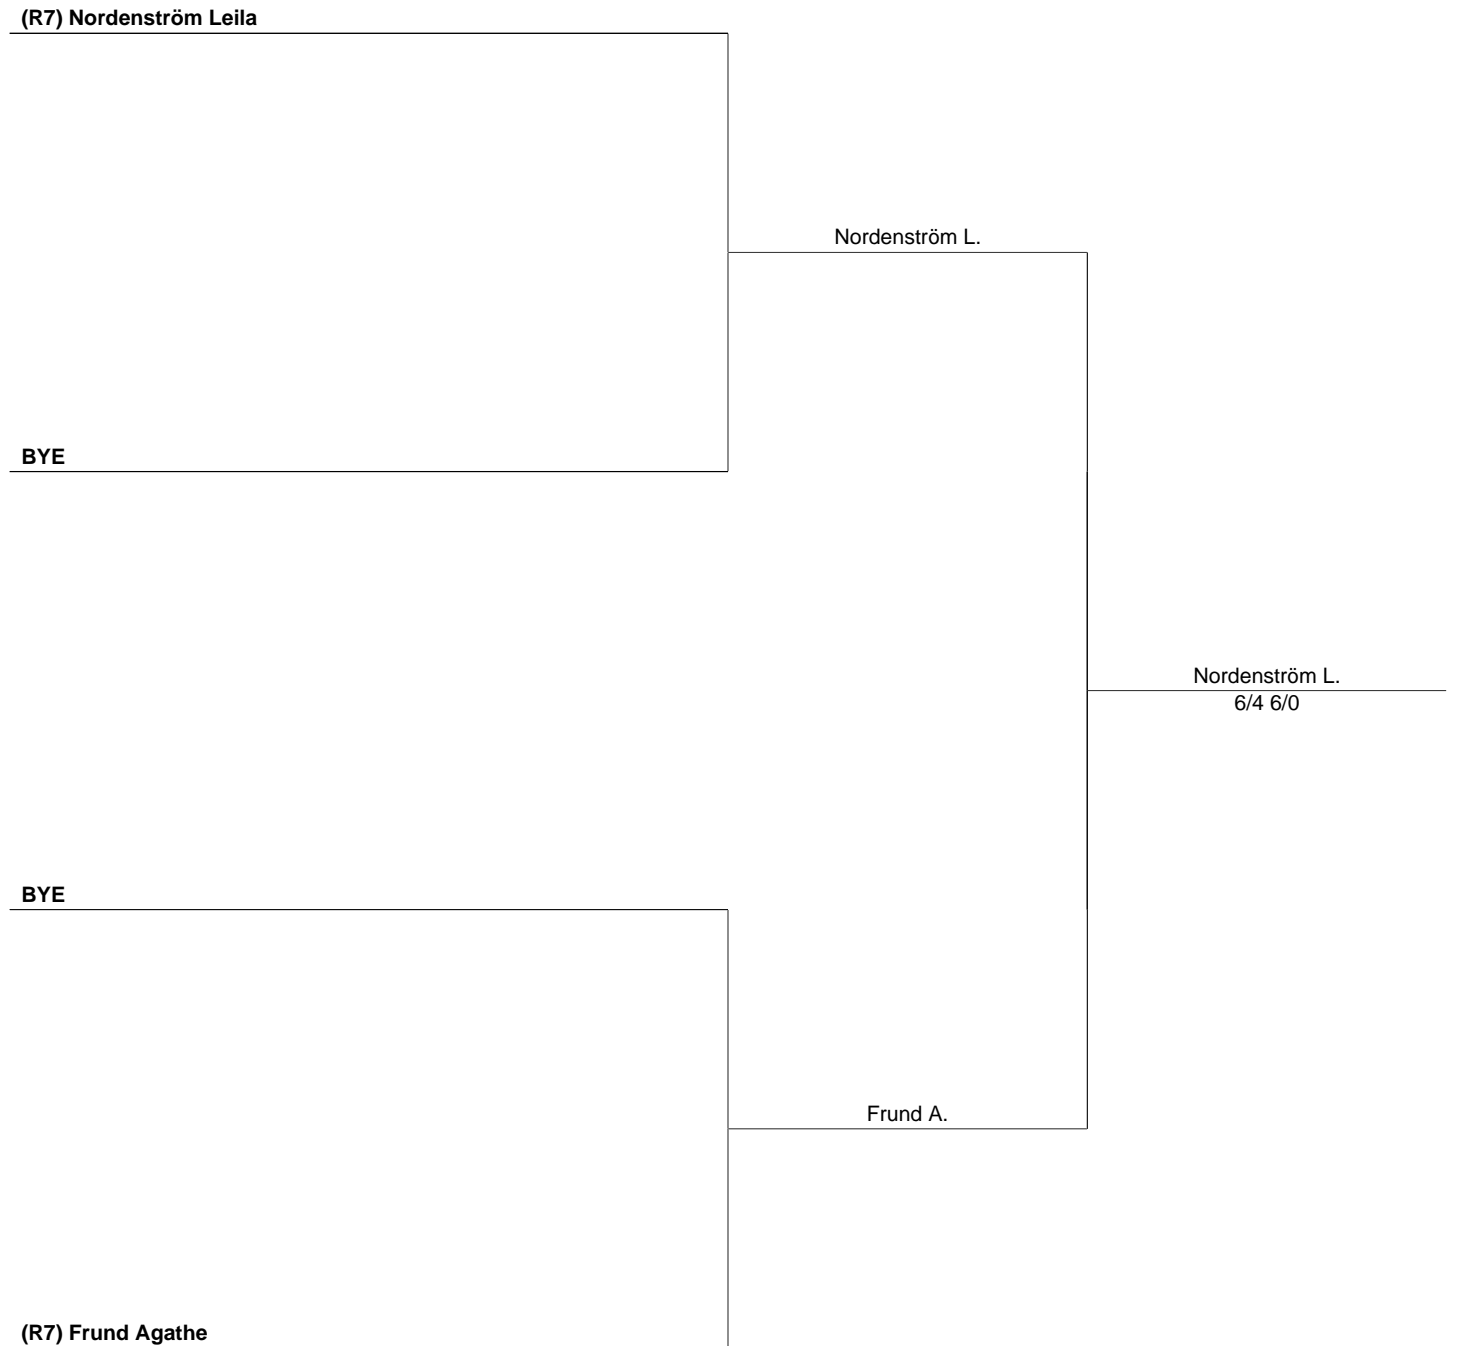 (R7) Nordenström Leila
Nordenström L.
BYE
Nordenström L.
6/4 6/0
BYE
Frund A.
(R7) Frund Agathe